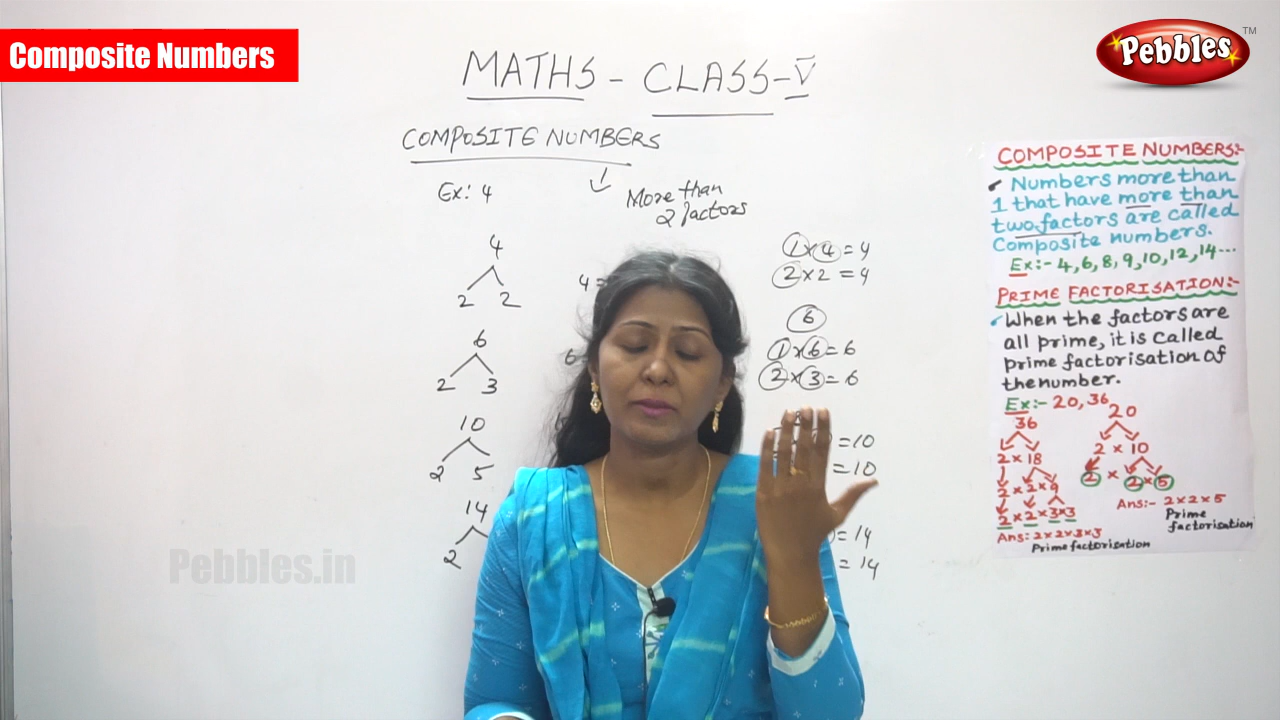 Composite Numbers
Pebbles
TM
MATHS - CLASS - V
COMPOSITE NUMBERS
Ex: 4
More than
2 factors
4
2 2
4 =
6
2 3
6 =
10
2 5
14
2
1 × 4 = 4
2 × 2 = 4
6
1 × 6 = 6
2 × 3 = 6
= 10
= 10
= 14
= 14
COMPOSITE NUMBERS:-
Numbers more than
1 that have more than
two factors are called
Composite numbers.
Ex:- 4, 6, 8, 9, 10, 12, 14...
PRIME FACTORISATION:-
When the factors are
all prime, it is called
prime factorisation of
the number.
Ex:- 20, 36
36
2 × 18
2 × 2 × 9
2 × 2 × 3 × 3
Ans: 2 × 2 × 3 × 3
Prime factorisation
20
2 × 10
2 × 2 × 5
Ans:- 2 × 2 × 5
Prime
factorisation
Pebbles.in